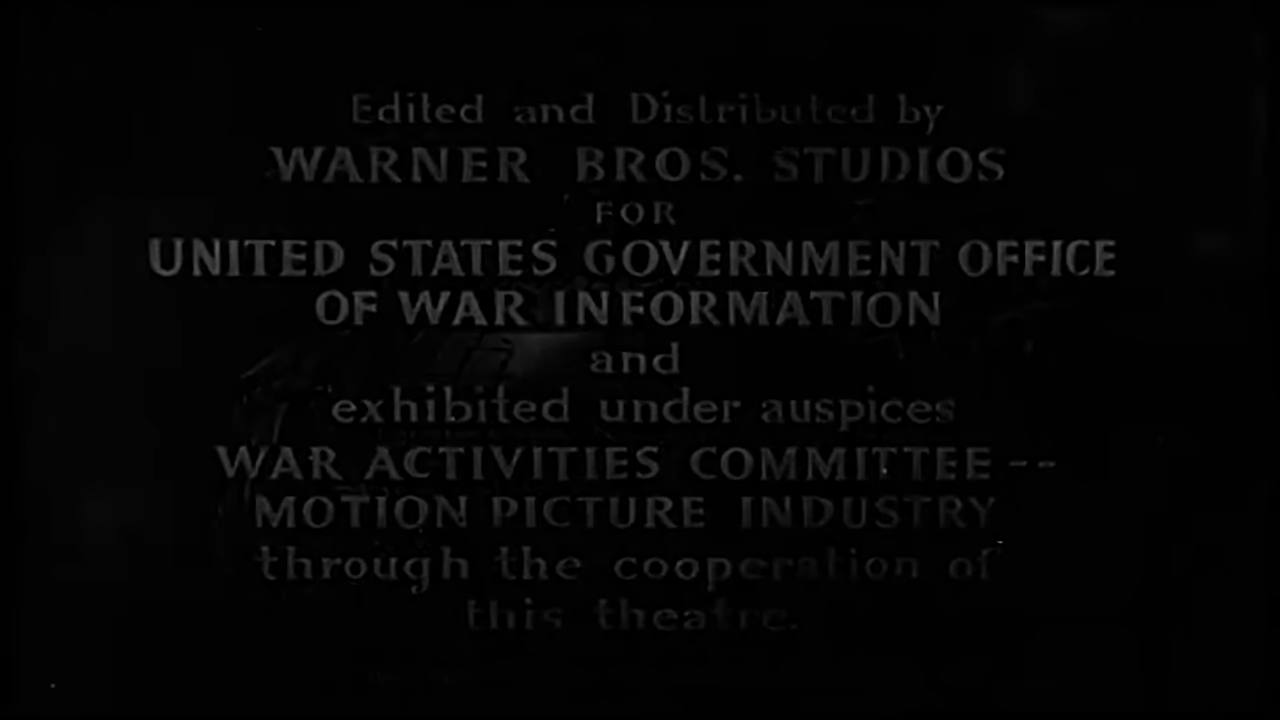 Edited and Distributed by
WARNER BROS. STUDIOS
FOR
UNITED STATES GOVERNMENT OFFICE
OF WAR INFORMATION
and
exhibited under auspices
WAR ACTIVITIES COMMITTEE --
MOTION PICTURE INDUSTRY
through the cooperation of
this theatre.